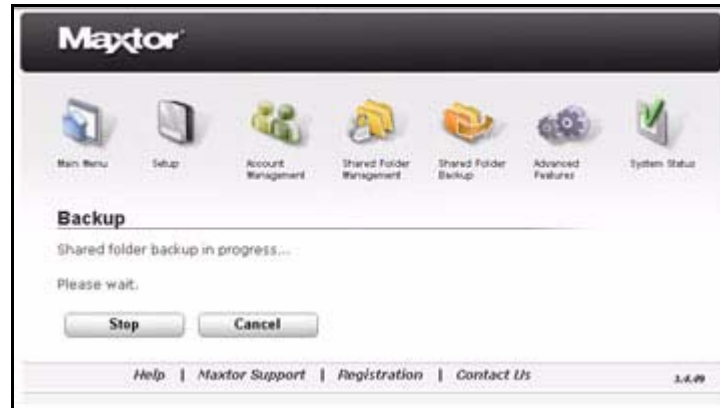 Maxtor
Main Menu
Setup
Account Management
Shared Folder Management
Shared Folder Backup
Advanced Features
System Status
Backup
Shared folder backup in progress...
Please wait.
Stop Cancel
Help | Maxtor Support | Registration | Contact Us